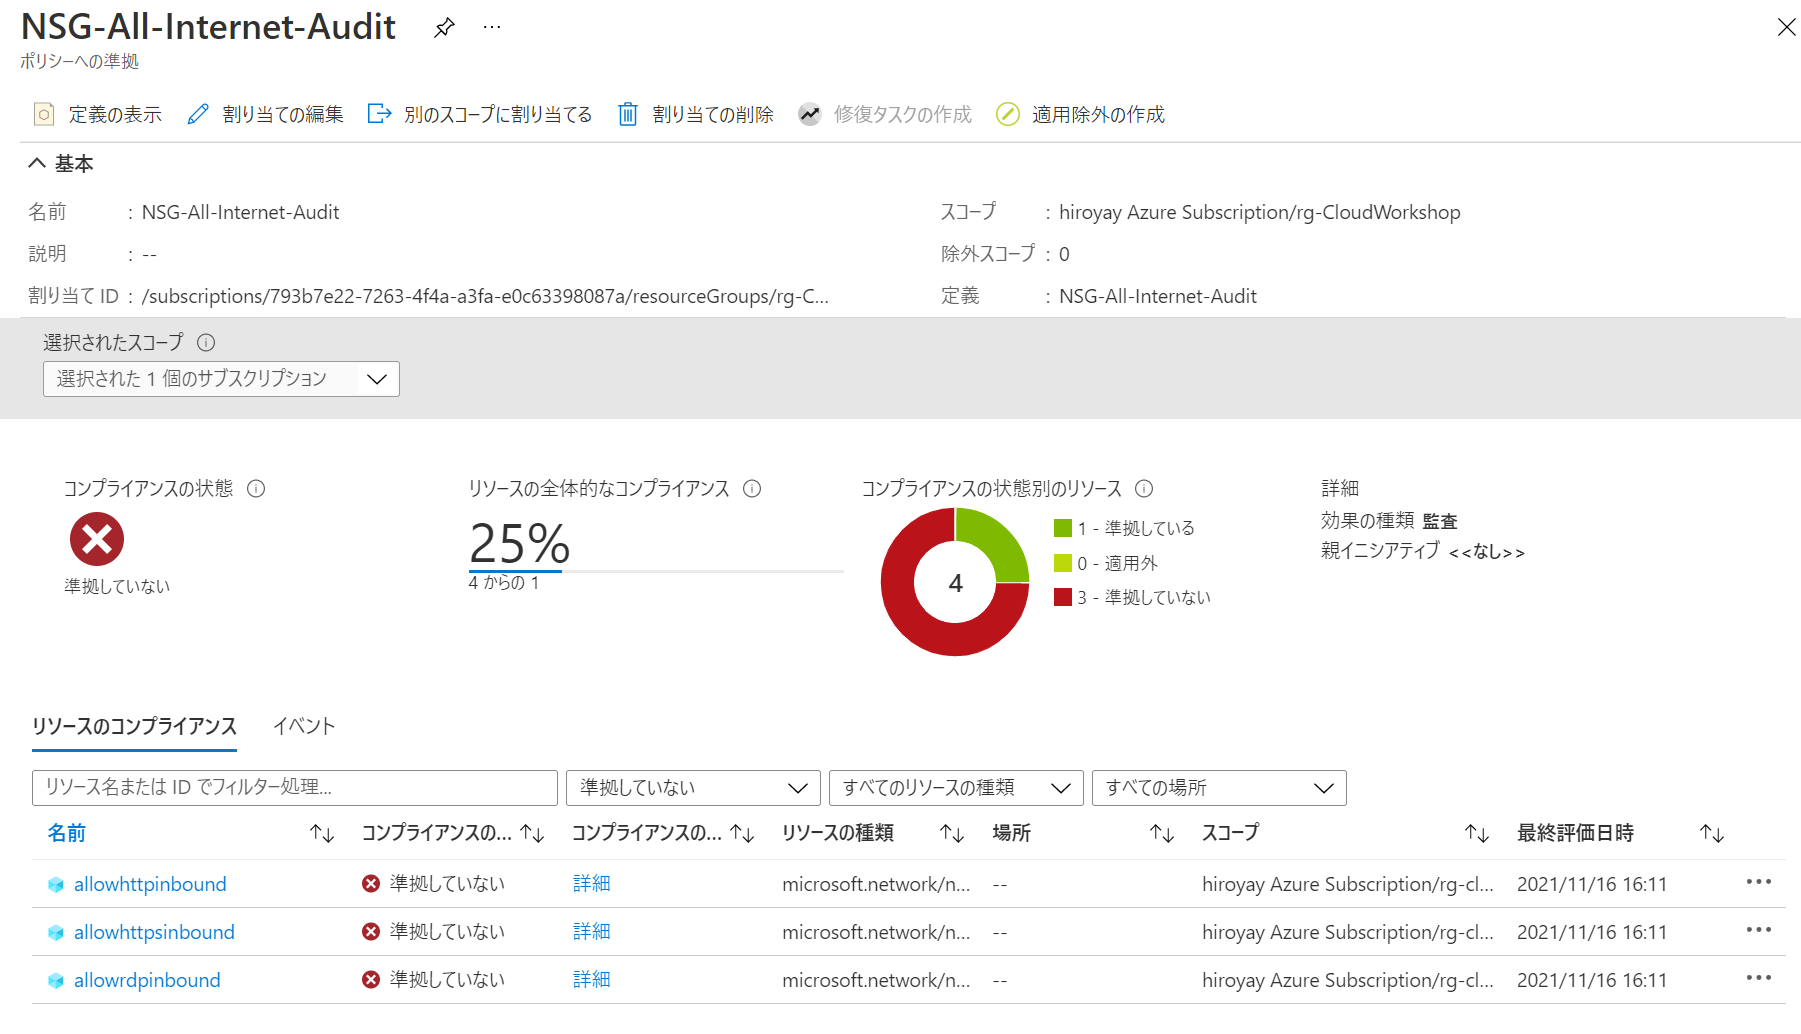 NSG-All-Internet-Audit
ポリシーへの準拠
定義の表示 割り当ての編集 別のスコープに割り当てる 割り当ての削除 修復タスクの作成 適用除外の作成
基本
名前 : NSG-All-Internet-Audit スコープ : hiroyay Azure Subscription/rg-CloudWorkshop
説明 : -- 除外スコープ : 0
割り当て ID : /subscriptions/793b7e22-7263-4f4a-a3fa-e0c63398087a/resourceGroups/rg-C... 定義 : NSG-All-Internet-Audit
選択されたスコープ
選択された 1 個のサブスクリプション
コンプライアンスの状態 リソースの全体的なコンプライアンス コンプライアンスの状態別のリソース 詳細
準拠していない
25%
4 からの 1
4
1 - 準拠している
0 - 適用外
3 - 準拠していない
効果の種類 監査
親イニシアティブ <<なし>>
リソースのコンプライアンス イベント
リソース名または ID でフィルター処理... 準拠していない すべてのリソースの種類 すべての場所
名前 コンプライアンスの... コンプライアンスの... リソースの種類 場所 スコープ 最終評価日時
allowhttpinbound 準拠していない 詳細 microsoft.network/n... -- hiroyay Azure Subscription/rg-cl... 2021/11/16 16:11
allowhttpsinbound 準拠していない 詳細 microsoft.network/n... -- hiroyay Azure Subscription/rg-cl... 2021/11/16 16:11
allowrdpinbound 準拠していない 詳細 microsoft.network/n... -- hiroyay Azure Subscription/rg-cl... 2021/11/16 16:11